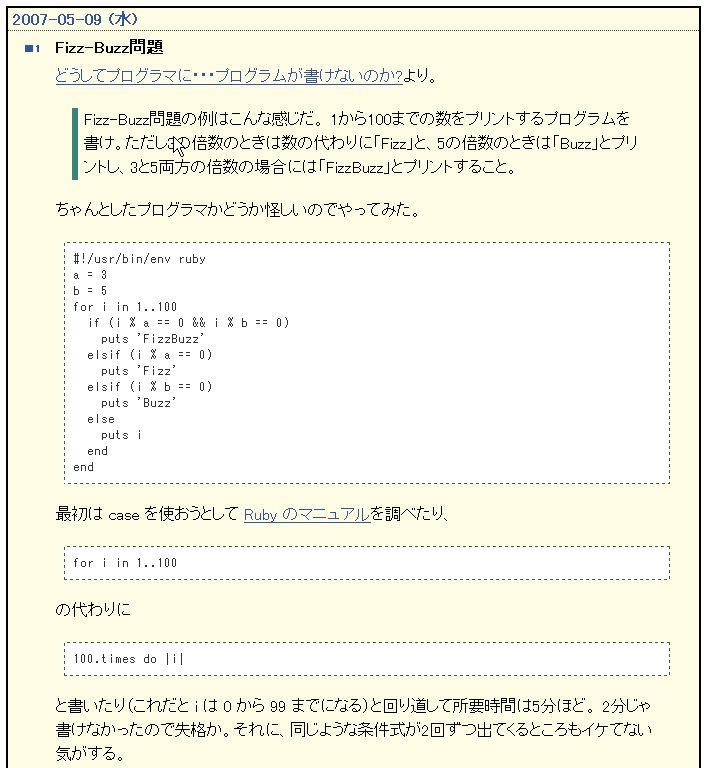 2007-05-09 (水)
■1 Fizz-Buzz問題
どうしてプログラマに・・・プログラムが書けないのか?より。
Fizz-Buzz問題の例はこんな感じだ。1から100までの数をプリントするプログラムを
書け。ただし3の倍数のときは数の代わりに「Fizz」と、5の倍数のときは「Buzz」とプリ
ントし、3と5両方の倍数の場合には「FizzBuzz」とプリントすること。
ちゃんとしたプログラマかどうか怪しいのでやってみた。
#!/usr/bin/env ruby
a = 3
b = 5
for i in 1..100
  if (i % a == 0 && i % b == 0)
    puts 'FizzBuzz'
  elsif (i % a == 0)
    puts 'Fizz'
  elsif (i % b == 0)
    puts 'Buzz'
  else
    puts i
  end
end
最初は case を使おうとして Ruby のマニュアルを調べたり、
for i in 1..100
の代わりに
100.times do |i|
と書いたり(これだと i は 0 から 99 までになる)と回り道して所要時間は5分ほど。2分じゃ
書けなかったので失格か。それに、同じような条件式が2回ずつ出てくるところもイケてない
気がする。